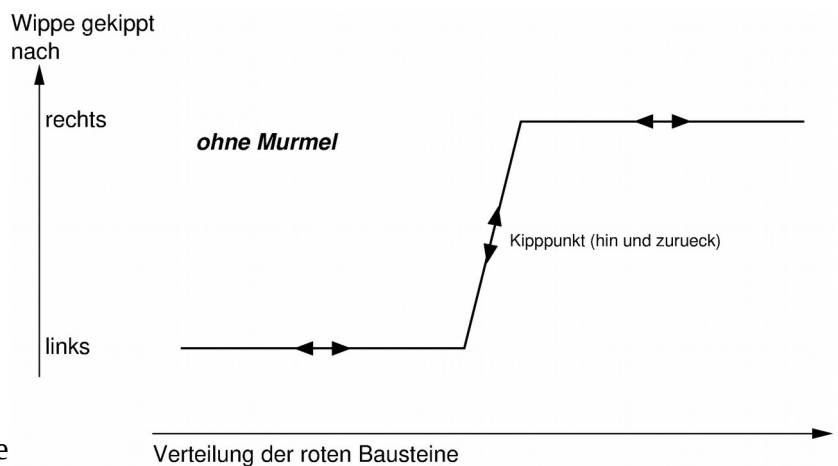 Wippe gekippt
nach
rechts
ohne Murmel
Kipppunkt (hin und zurueck)
links
e
Verteilung der roten Bausteine